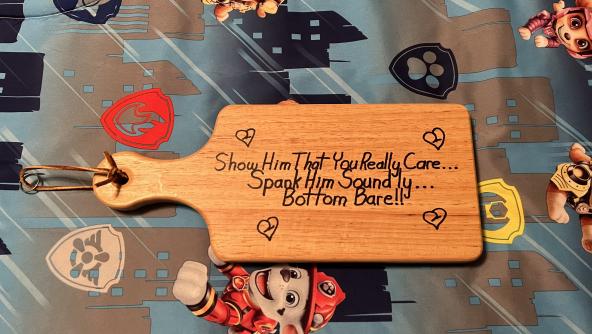 Show Him That You Really Care...
Spank Him Soundly...
Bottom Bare!!